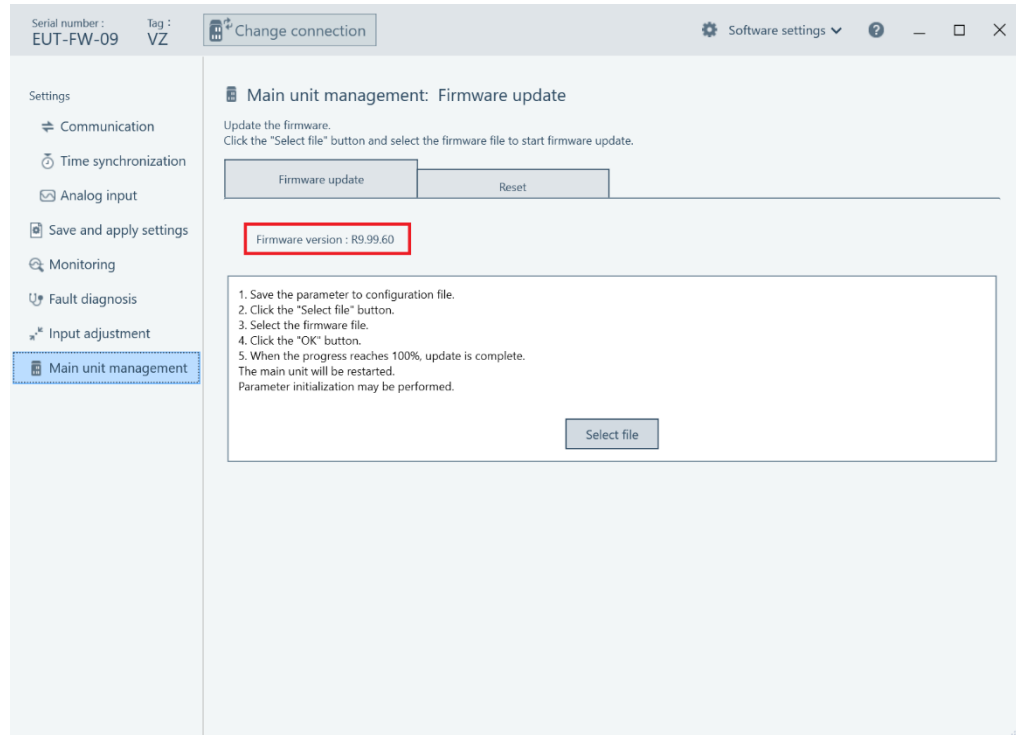 Serial number :
EUT-FW-09
Tag :
VZ
Change connection
Software settings
Settings
Communication
Time synchronization
Analog input
Save and apply settings
Monitoring
Fault diagnosis
Input adjustment
Main unit management
Main unit management: Firmware update
Update the firmware.
Click the "Select file" button and select the firmware file to start firmware update.
Firmware update
Reset
Firmware version : R9.99.60
1. Save the parameter to configuration file.
2. Click the "Select file" button.
3. Select the firmware file.
4. Click the "OK" button.
5. When the progress reaches 100%, update is complete.
The main unit will be restarted.
Parameter initialization may be performed.
Select file